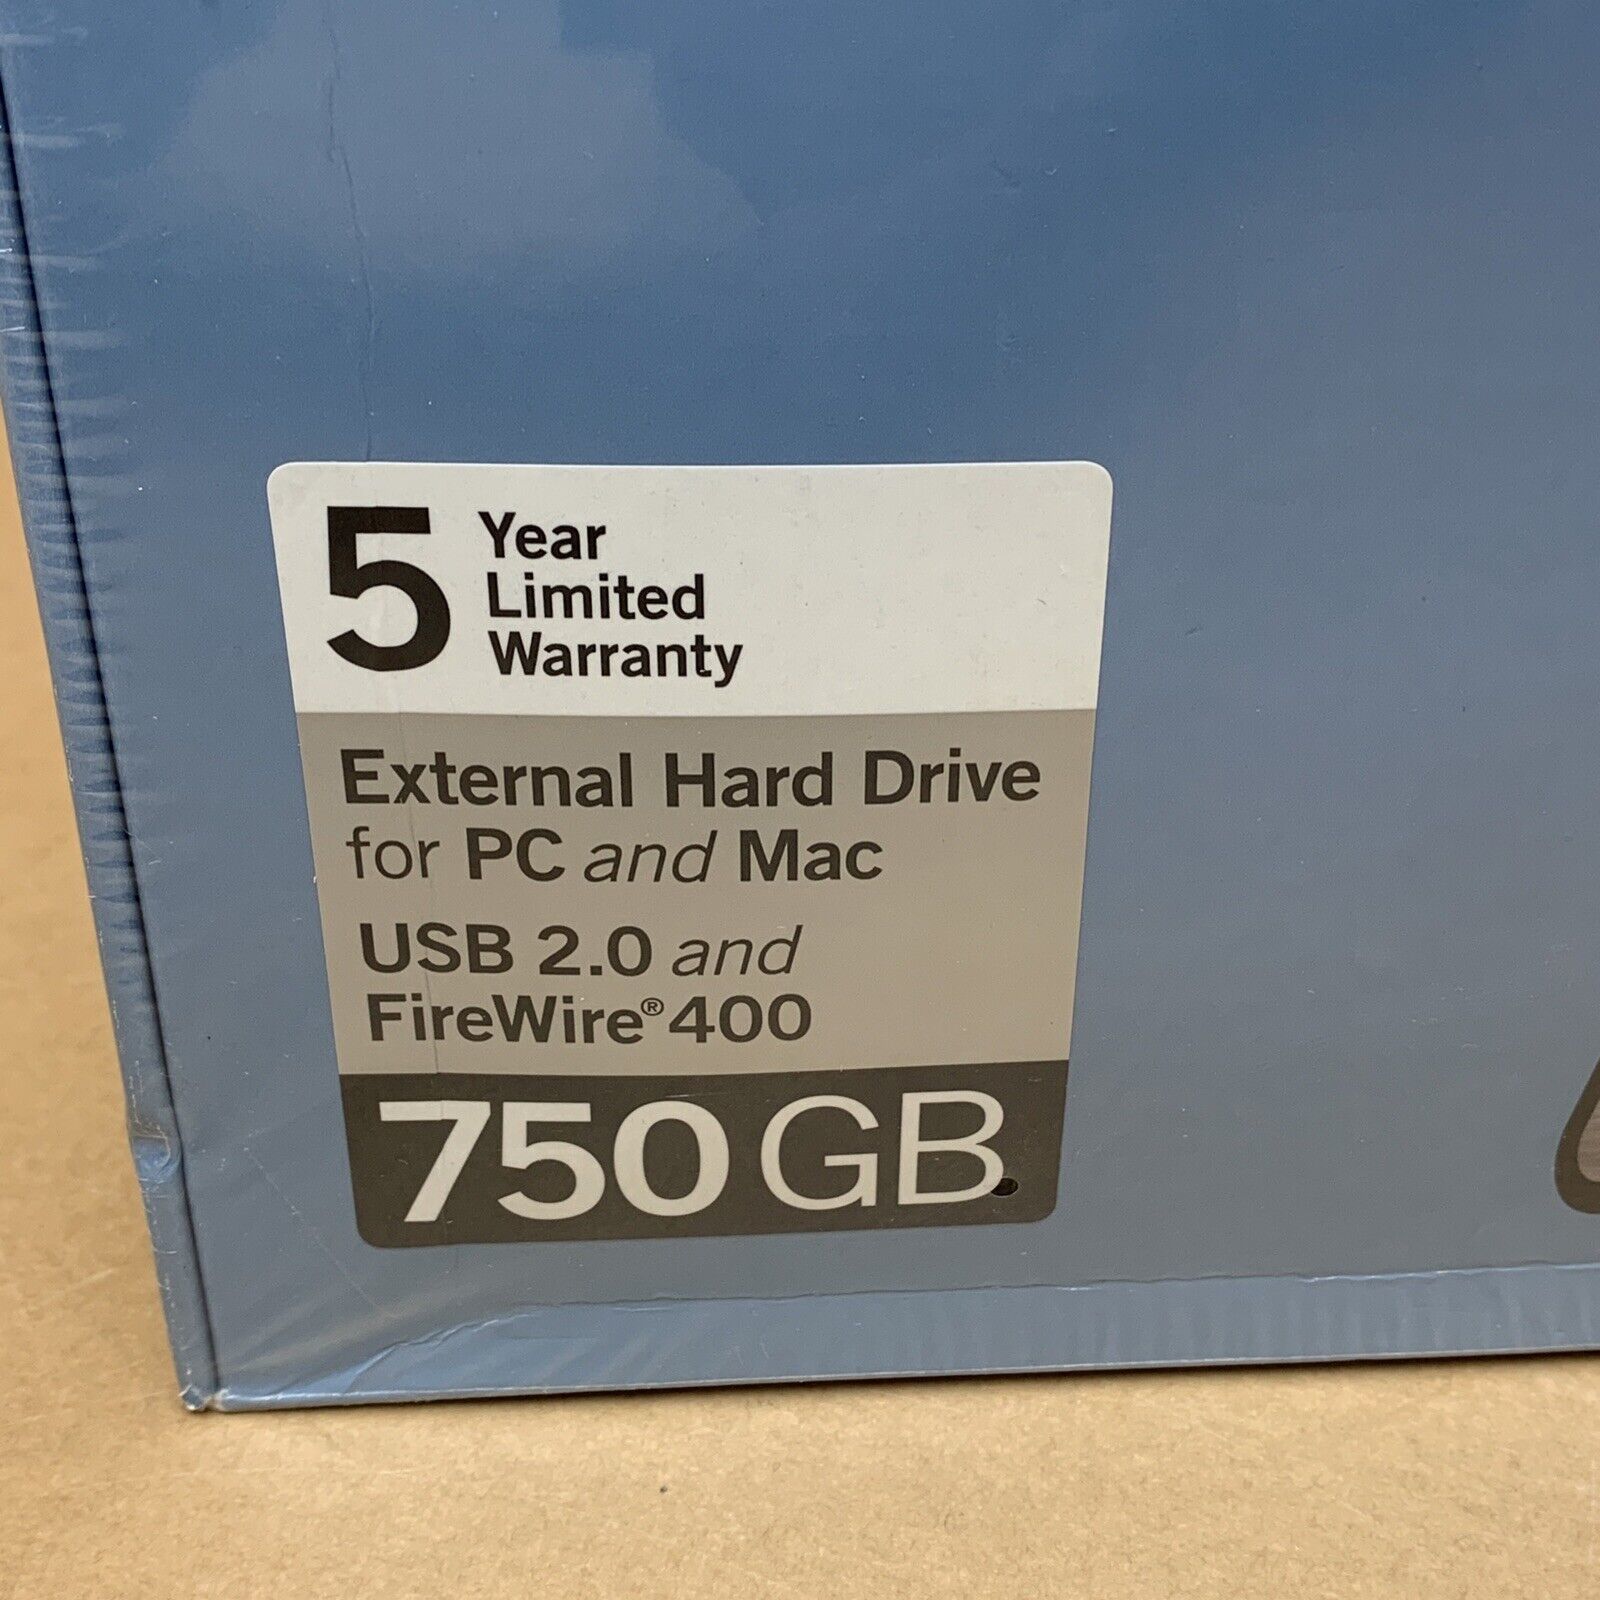 5 Year
Limited
Warranty
External Hard Drive
for PC and Mac
USB 2.0 and
FireWire® 400
750 GB